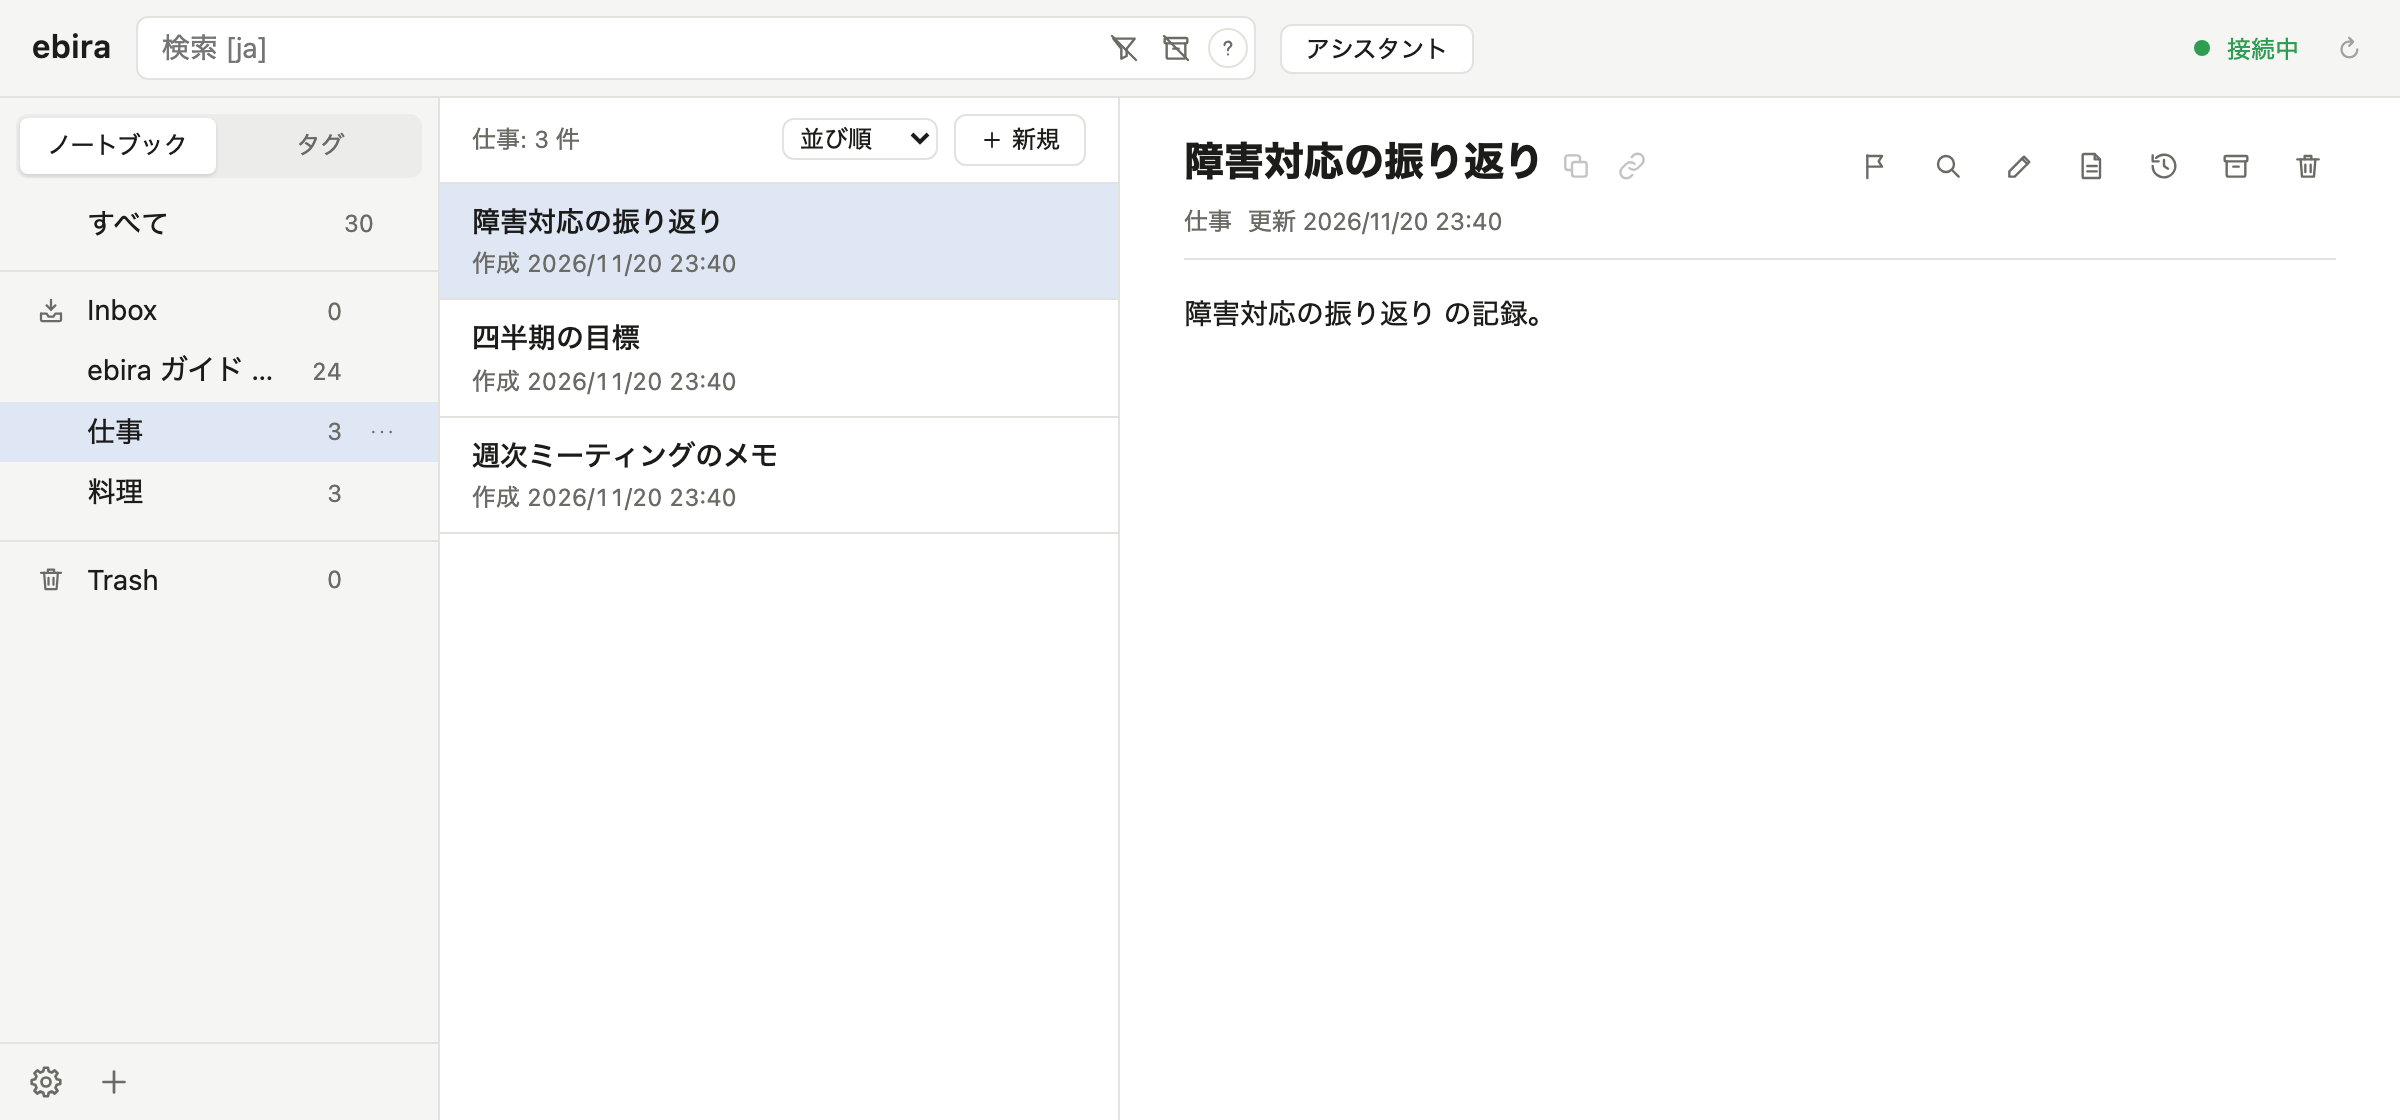 ebira
検索 [ja]
?
アシスタント
接続中
ノートブック
タグ
すべて 30
Inbox 0
ebira ガイド ... 24
仕事 3 ...
料理 3
Trash 0
仕事: 3 件
並び順
+ 新規
障害対応の振り返り
作成 2026/11/20 23:40
四半期の目標
作成 2026/11/20 23:40
週次ミーティングのメモ
作成 2026/11/20 23:40
障害対応の振り返り
仕事 更新 2026/11/20 23:40
障害対応の振り返り の記録。